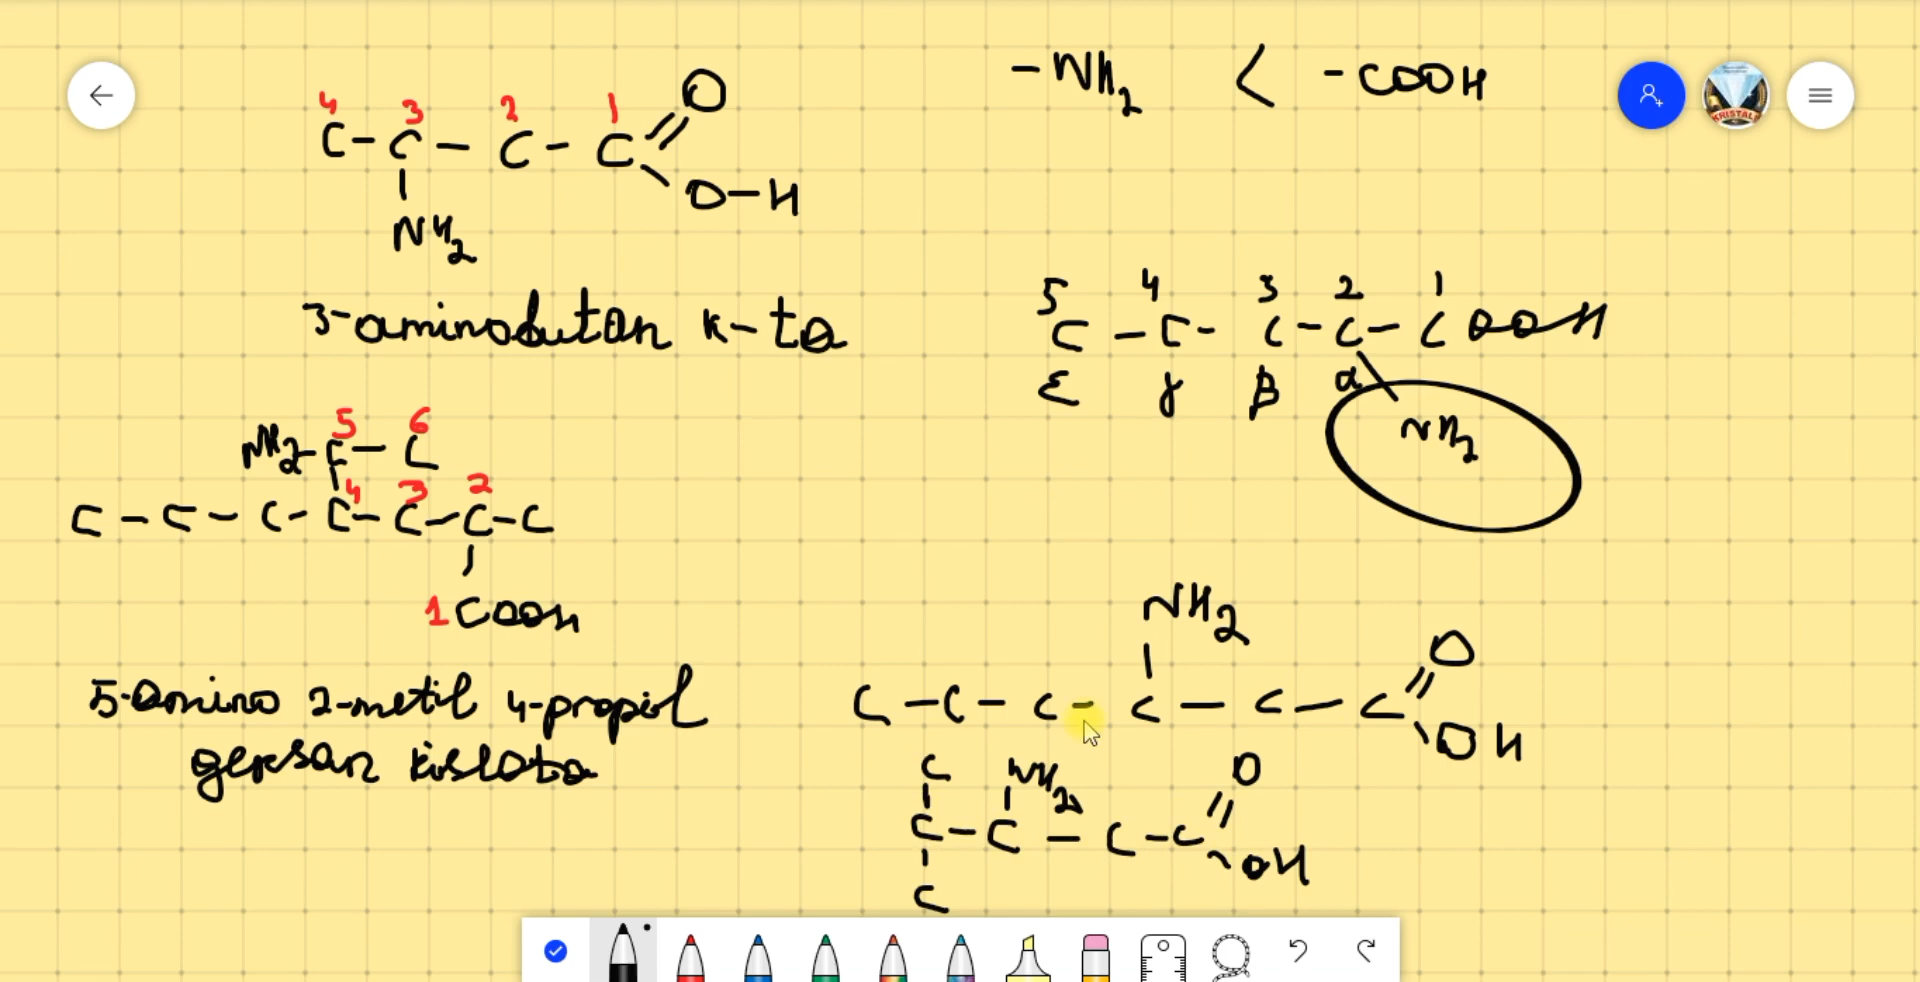 -NH2 < -COOH
4 3 2 1 O
C-C-C-C
O-H
NH2
3-aminobutan k-ta
5 4 3 2 1
C-C-C-C-COOH
ε γ β α
NH2
5 6
NH2-C-C
4 3 2
C-C-C-C-C-C-C
1 COOH
5-amino 2-metil 4-propil
geksan kislota
NH2
O
C-C-C-C-C-C
OH
C NH2 O
C-C-C-C
OH
C
KRISTALL